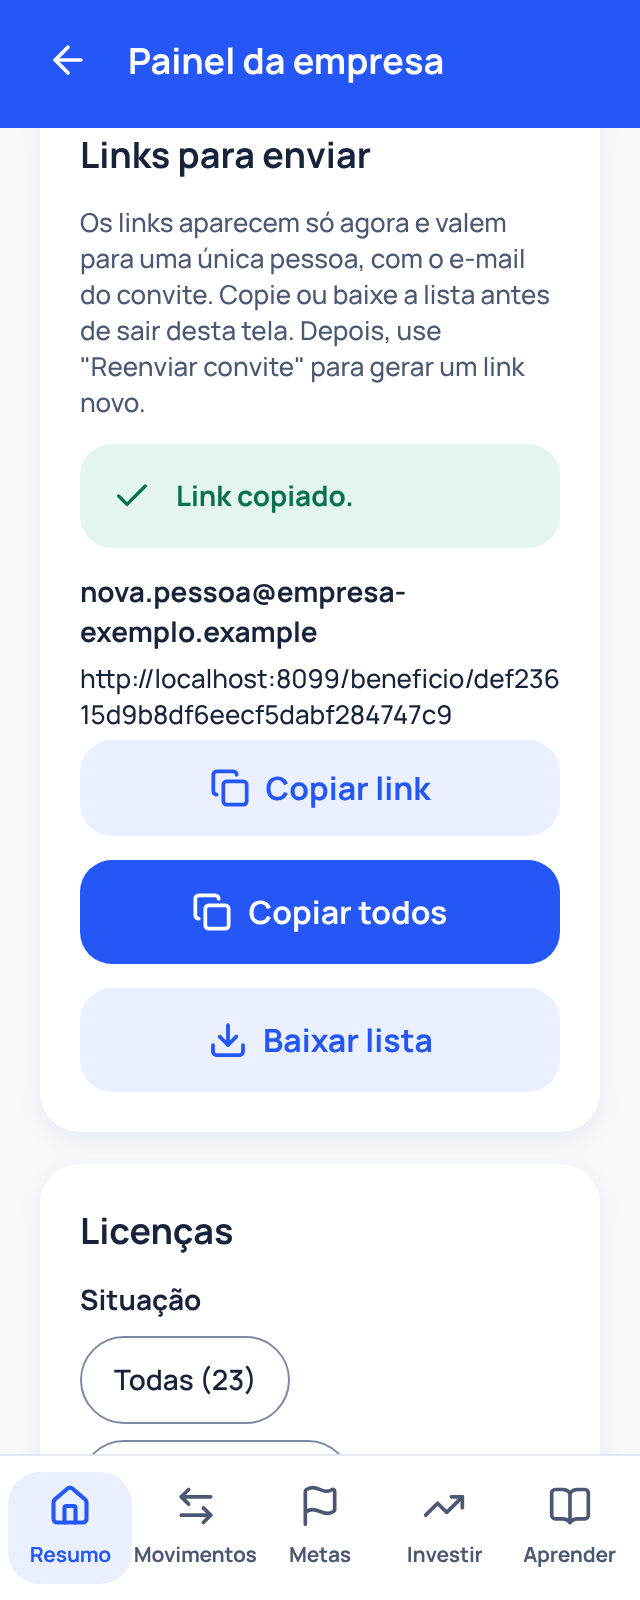 Painel da empresa
Links para enviar
Os links aparecem só agora e valem
para uma única pessoa, com o e-mail
do convite. Copie ou baixe a lista antes
de sair desta tela. Depois, use
"Reenviar convite" para gerar um link
novo.
Link copiado.
nova.pessoa@empresa-
exemplo.example
http://localhost:8099/beneficio/def236
15d9b8df6eecf5dabf284747c9
Copiar link
Copiar todos
Baixar lista
Licenças
Situação
Todas (23)
Resumo
Movimentos
Metas
Investir
Aprender